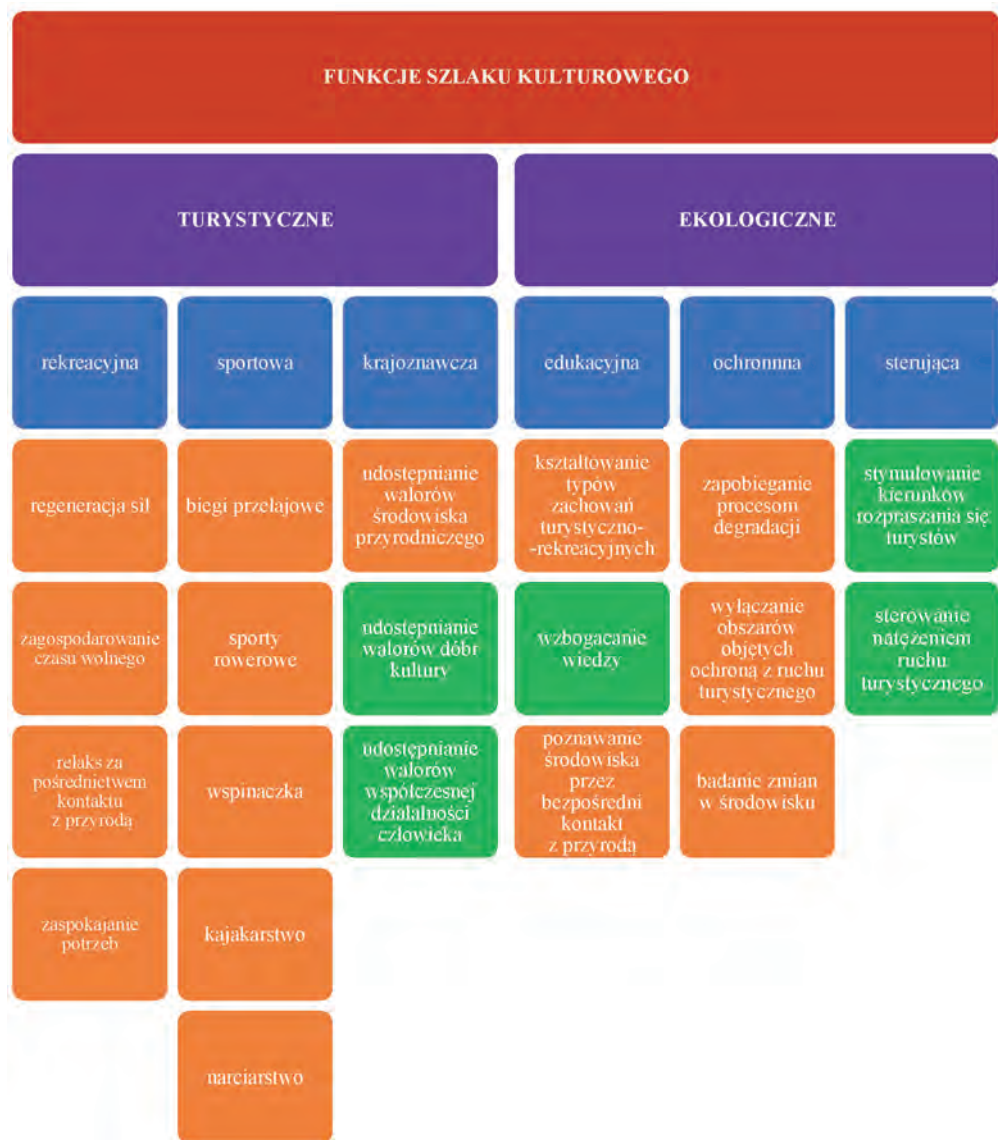 FUNKCJE SZLAKU KULTUROWEGO
TURYSTYCZNE
EKOLOGICZNE
rekreacyjna
sportowa
krajoznawcza
edukacyjna
ochronnna
sterująca
regeneracja sił
biegi przełajowe
udostępnianie
walorów
środowiska
przyrodniczego
kształtowanie
typów
zachowań
turystyczno-
-rekreacyjnych
zapobieganie
procesom
degradacji
stymulowanie
kierunków
rozpraszania się
turystów
zagospodarowanie
czasu wolnego
sporty
rowerowe
udostępnianie
walorów dóbr
kultury
wzbogacanie
wiedzy
wyłączanie
obszarów
objętych
ochroną z ruchu
turystycznego
sterowanie
natężeniem
ruchu
turystycznego
relaks za
pośrednictwem
kontaktu
z przyrodą
wspinaczka
udostępnianie
walorów
współczesnej
działalności
człowieka
poznawanie
środowiska
przez
bezpośredni
kontakt
z przyrodą
badanie zmian
w środowisku
zaspokajanie
potrzeb
kajakarstwo
narciarstwo